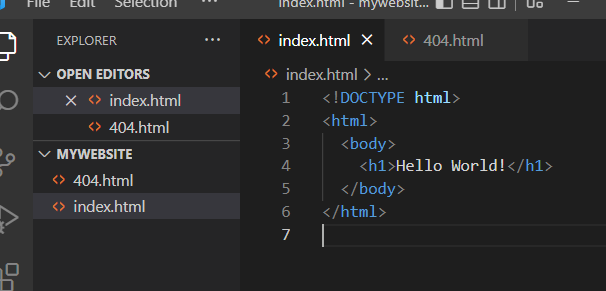 File Edit Selection ... index.html - mywebsit...
EXPLORER ...
OPEN EDITORS
index.html
404.html
MYWEBSITE
404.html
index.html
index.html 404.html
index.html > ...
1 <!DOCTYPE html>
2 <html>
3   <body>
4     <h1>Hello World!</h1>
5   </body>
6 </html>
7